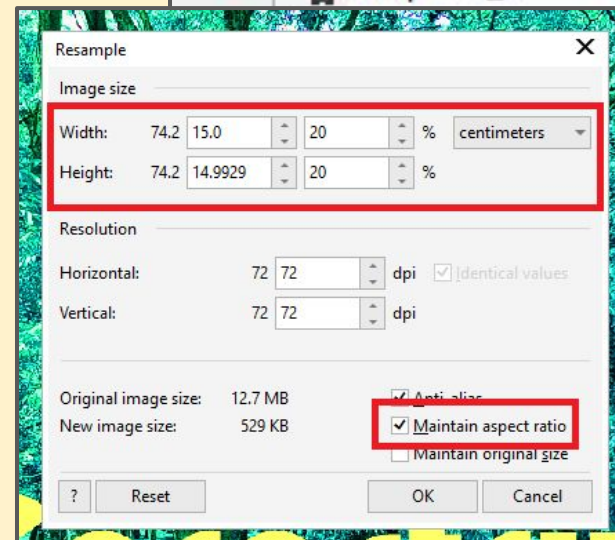 Resample
Image size
Width: 74.2 15.0 20 % centimeters
Height: 74.2 14.9929 20 %
Resolution
Horizontal: 72 72 dpi Identical values
Vertical: 72 72 dpi
Original image size: 12.7 MB Anti-alias
New image size: 529 KB Maintain aspect ratio
Maintain original size
? Reset OK Cancel